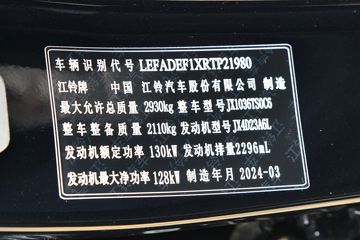 车辆识别代号 LEFADEF1XRTP21980
江铃牌 中国 江铃汽车股份有限公司 制造
最大允许总质量 2930kg 整车型号 JX1036TSGC6
整车整备质量 2110kg 发动机型号 JX4D23A6L
发动机额定功率 130kW 发动机排量 2296mL
发动机最大净功率 128kW 制造年月 2024-03